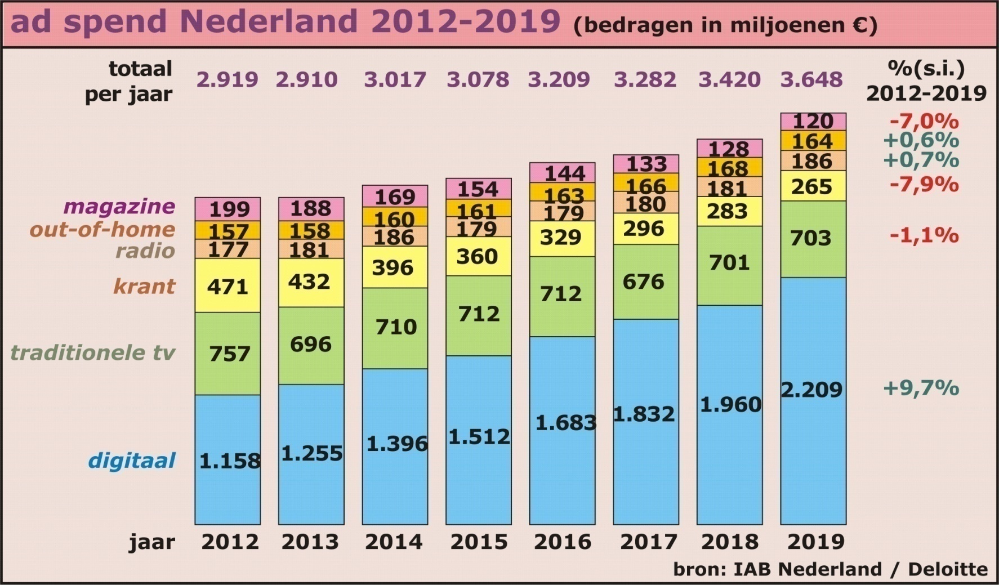 ad spend Nederland 2012-2019 (bedragen in miljoenen €)
totaal per jaar 2.919 2.910 3.017 3.078 3.209 3.282 3.420 3.648 %(s.i.) 2012-2019
magazine 199 188 169 154 144 133 128 120 -7,0%
out-of-home 157 158 160 161 163 166 168 164 +0,6%
radio 177 181 186 179 179 180 181 186 +0,7%
krant 471 432 396 360 329 296 283 265 -7,9%
traditionele tv 757 696 710 712 712 676 701 703 -1,1%
digitaal 1.158 1.255 1.396 1.512 1.683 1.832 1.960 2.209 +9,7%
jaar 2012 2013 2014 2015 2016 2017 2018 2019
bron: IAB Nederland / Deloitte